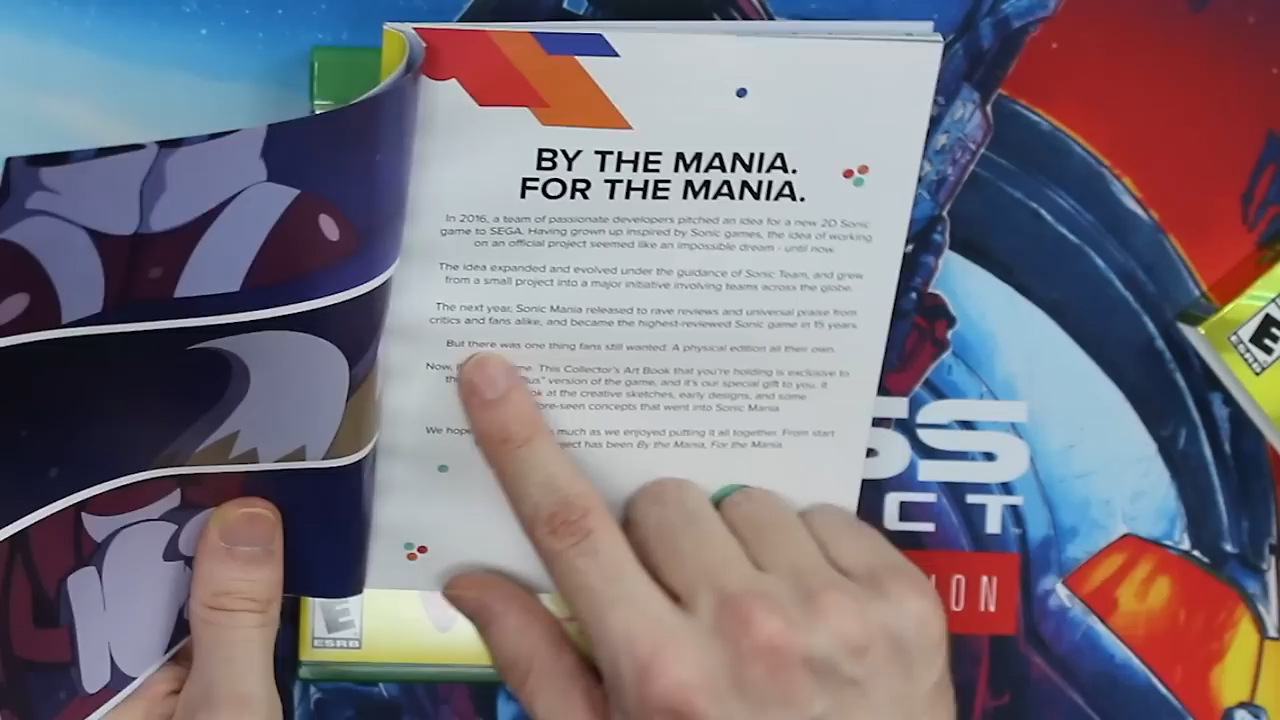 BY THE MANIA.
FOR THE MANIA.
In 2016, a team of passionate developers pitched an idea for a new 2D Sonic
game to SEGA. Having grown up inspired by Sonic games, the idea of working
on an official project seemed like an impossible dream - until now.
The idea expanded and evolved under the guidance of Sonic Team, and grew
from a small project into a major initiative involving teams across the globe.
The next year, Sonic Mania released to rave reviews and universal praise from
critics and fans alike, and became the highest-reviewed Sonic game in 15 years.
But there was one thing fans still wanted: A physical edition all their own.
Now, This Collector's Art Book that you're holding is exclusive to
version of the game, and it's our special gift to you. It
at the creative sketches, early designs, and some
concepts that went into Sonic Mania.
We hope much as we enjoyed putting it all together. From start
has been By the Mania, For the Mania.
E
ESRB
E
ESRB
SS
CT
ON